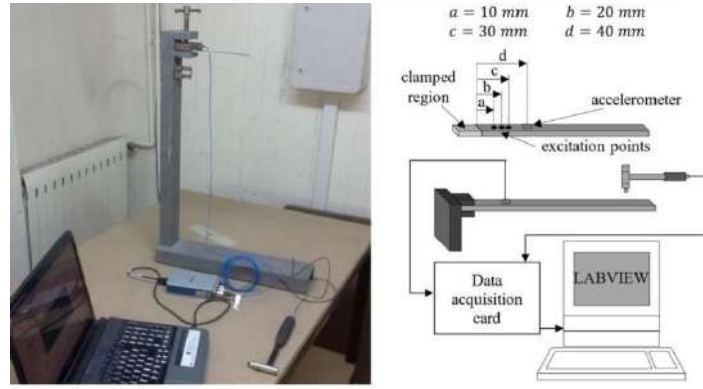 a = 10 mm b = 20 mm
c = 30 mm d = 40 mm
d
c
b
a
clamped
region
accelerometer
excitation points
Data
acquisition
card
LABVIEW